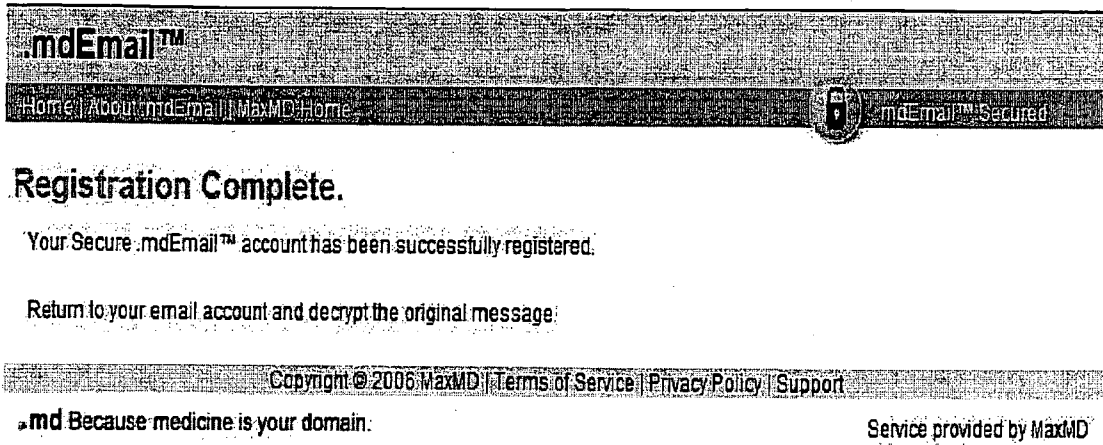 .mdEmail™
Home | About .mdEmail | MaxMD Home
.mdEmail™ Secured
Registration Complete.
Your Secure .mdEmail™ account has been successfully registered.
Return to your email account and decrypt the original message.
Copyright © 2006 MaxMD | Terms of Service | Privacy Policy | Support
.md Because medicine is your domain.
Service provided by MaxMD